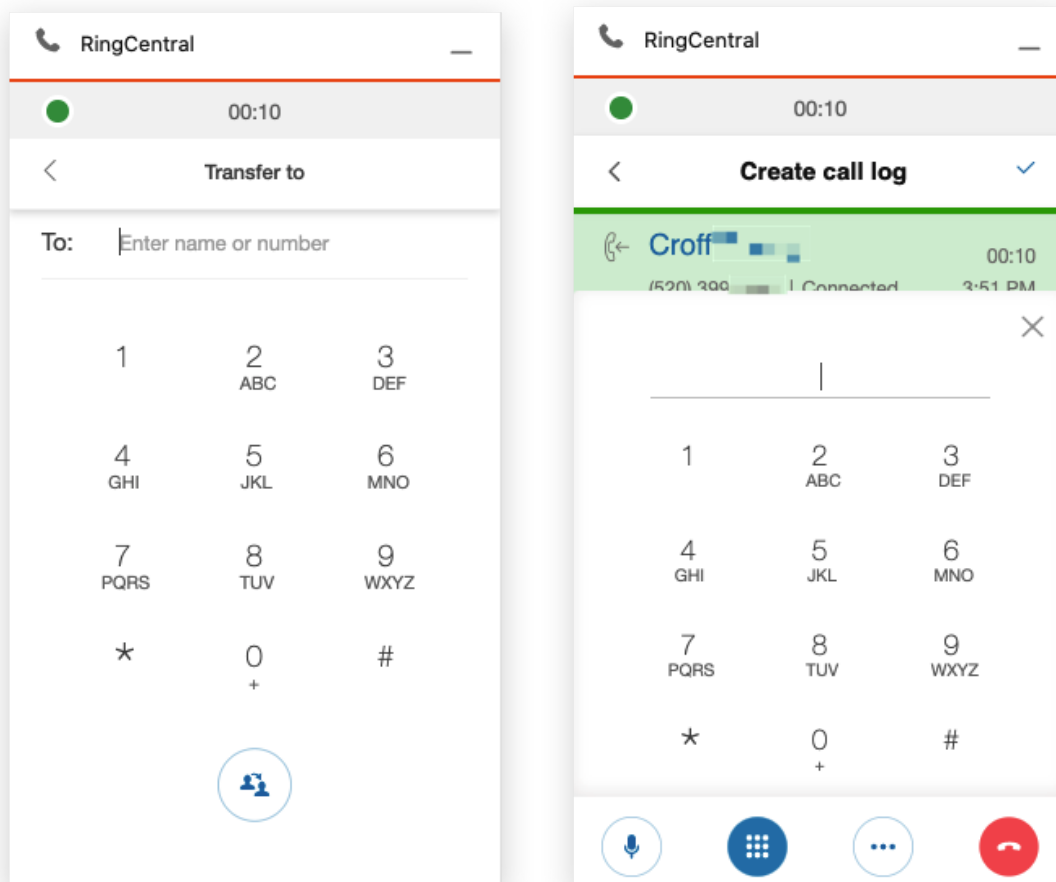 RingCentral
00:10
Transfer to
To: Enter name or number
1 2 3
ABC DEF
4 5 6
GHI JKL MNO
7 8 9
PQRS TUV WXYZ
* 0 #
+
RingCentral
00:10
Create call log
Croff
00:10
(520) 399 | Connected 3:51 PM
1 2 3
ABC DEF
4 5 6
GHI JKL MNO
7 8 9
PQRS TUV WXYZ
* 0 #
+